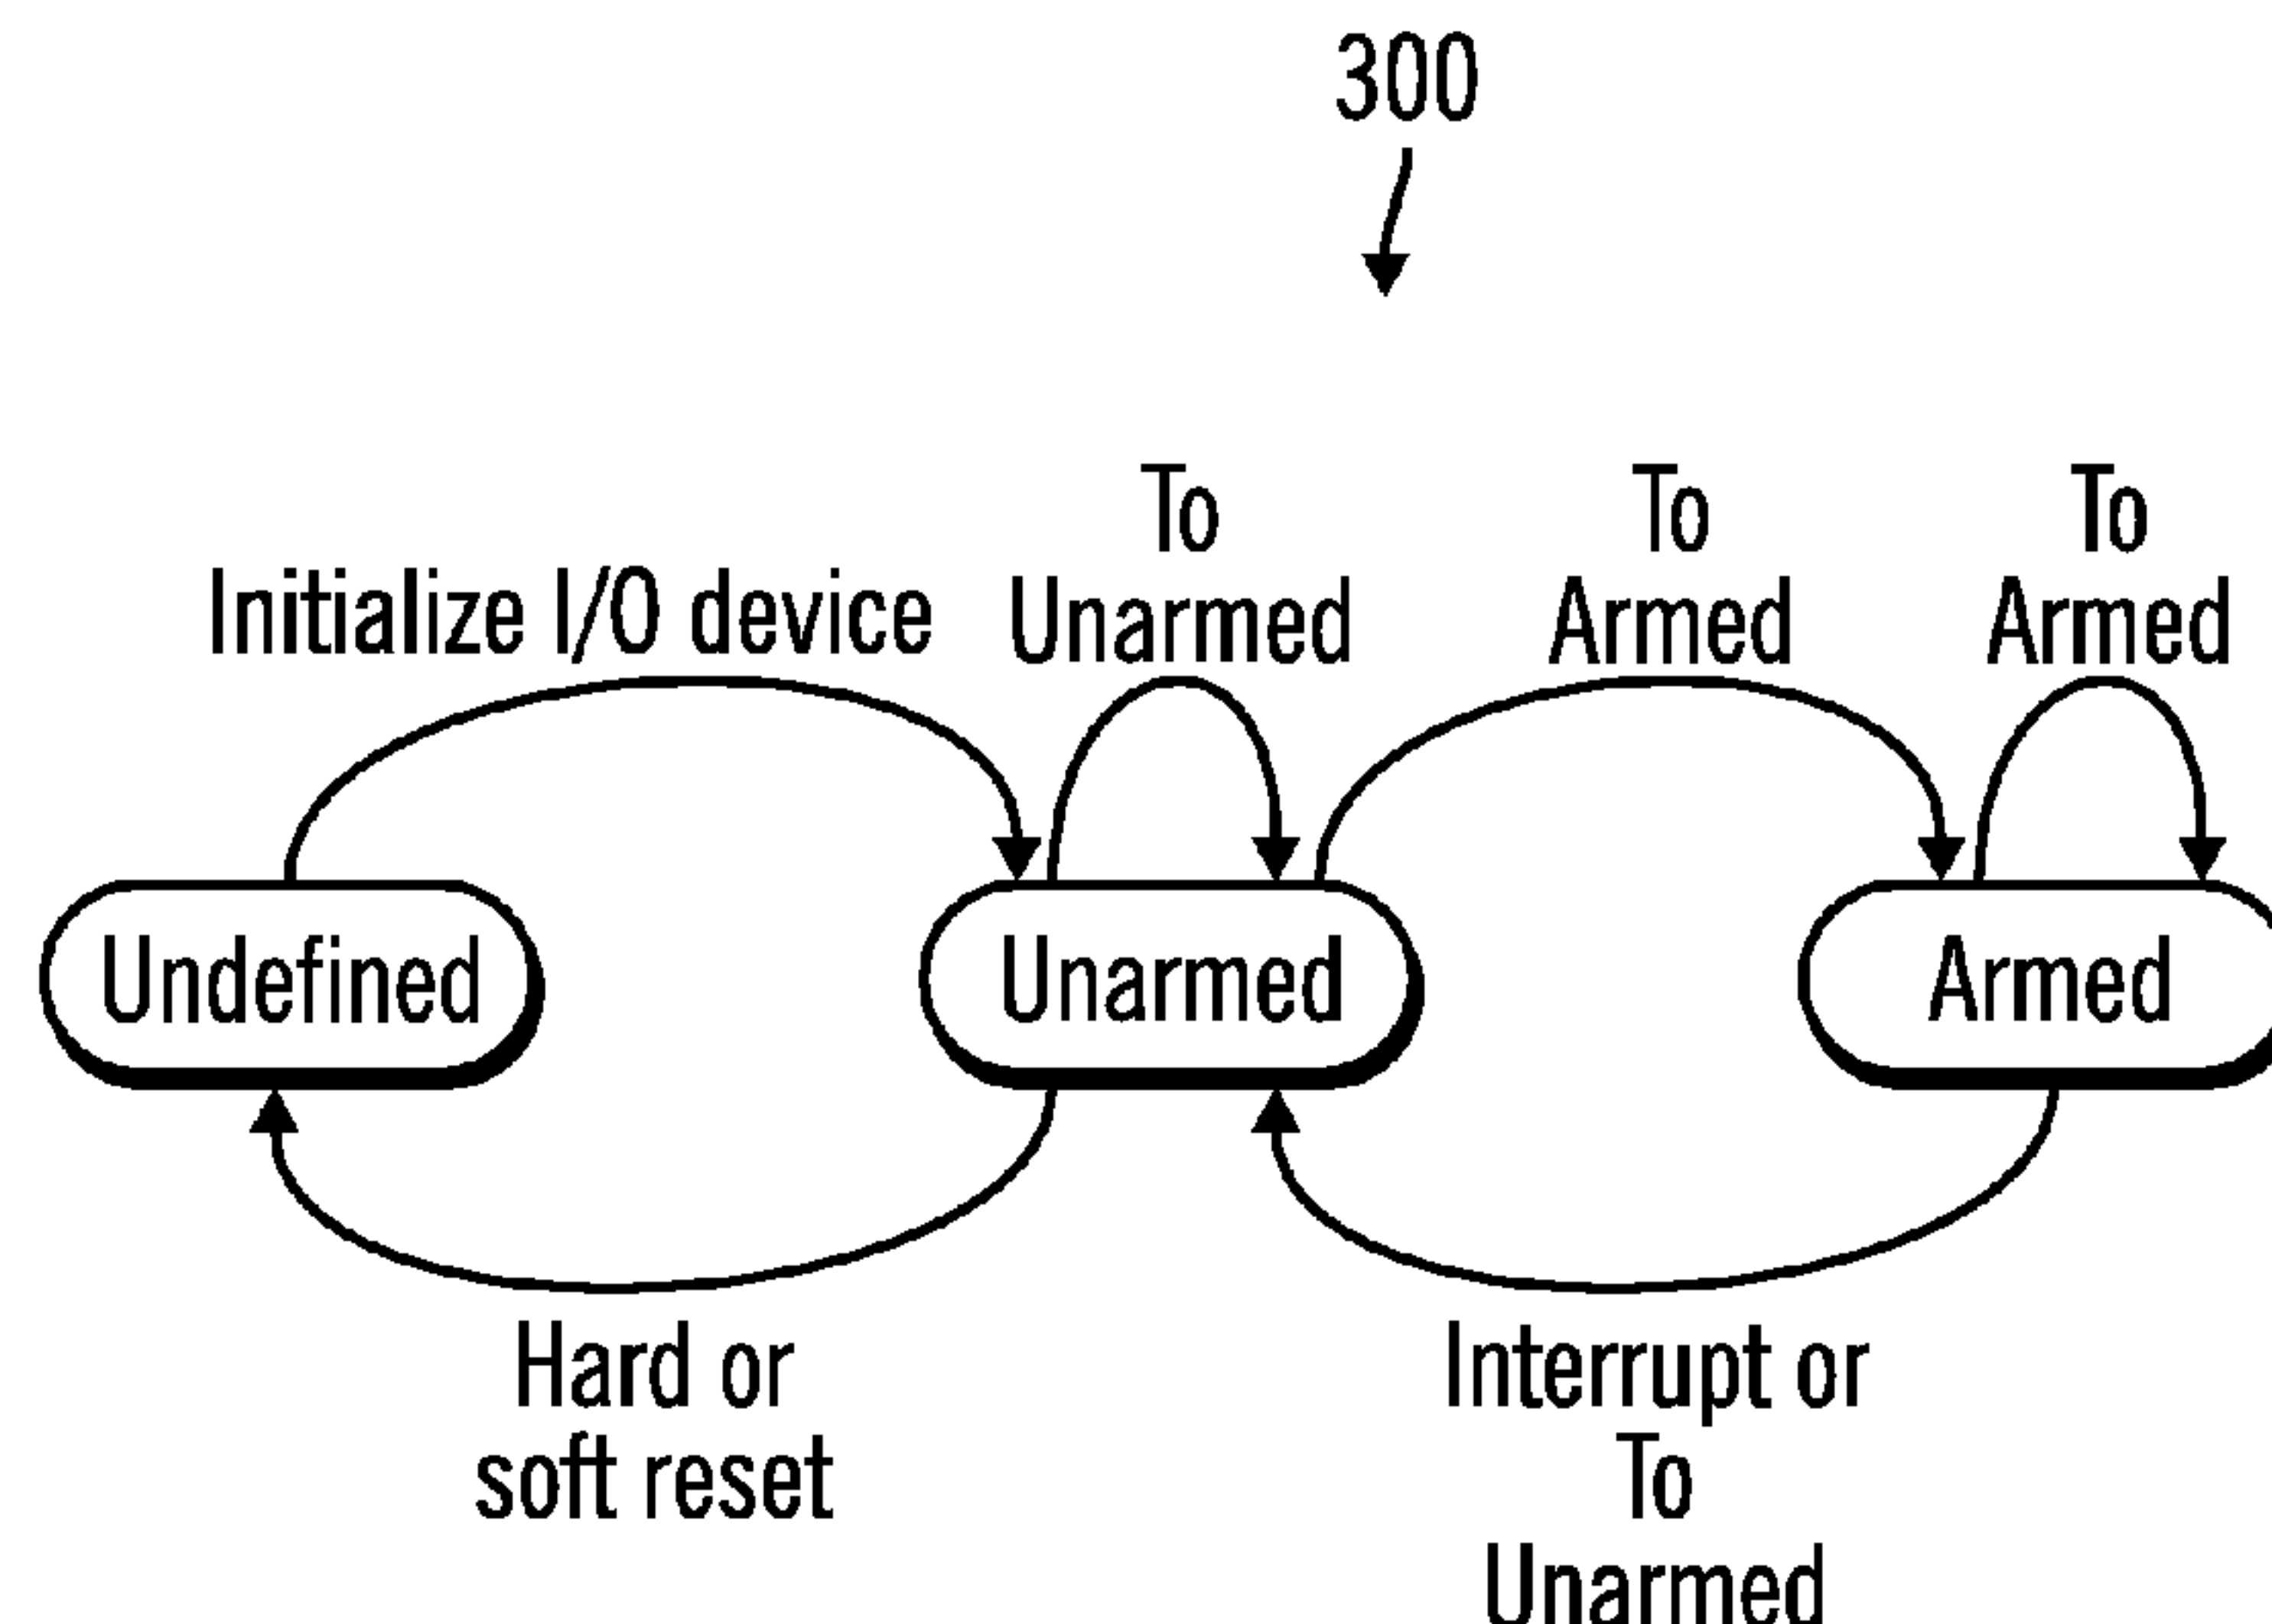 300
Initialize I/O device
To
Unarmed
To
Armed
To
Armed
Undefined
Unarmed
Armed
Hard or
soft reset
Interrupt or
To
Unarmed